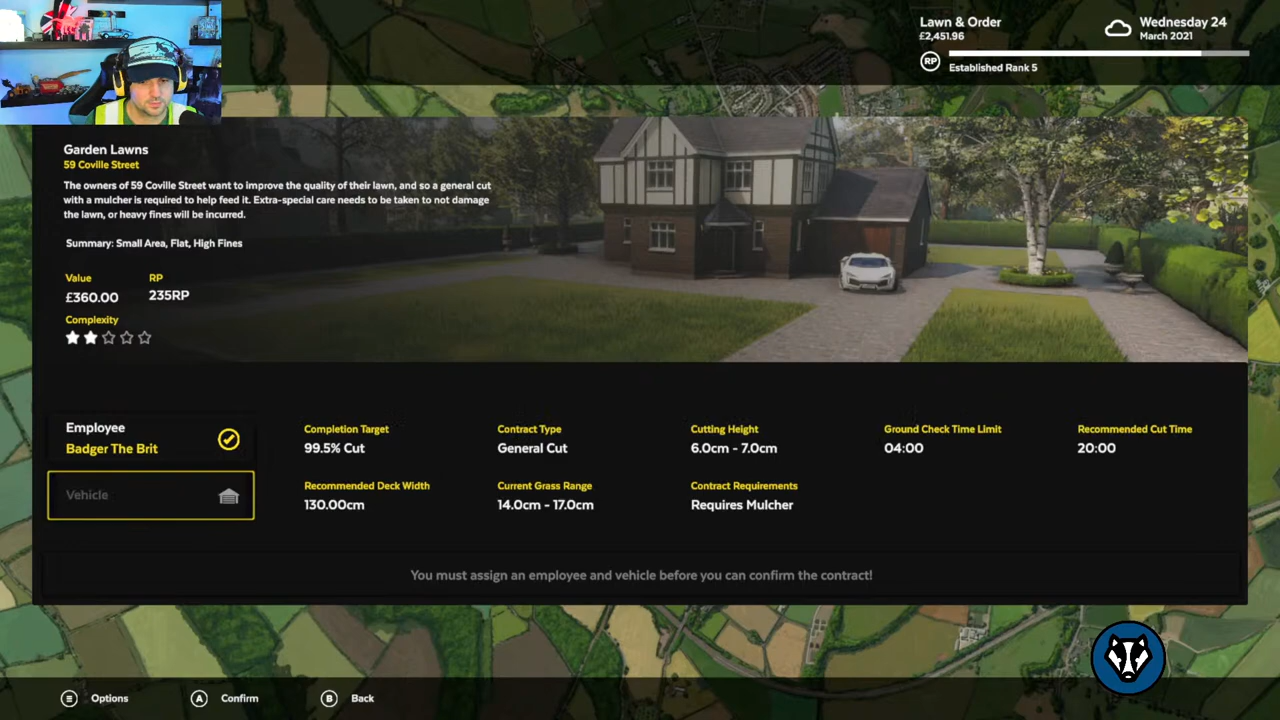 Lawn & Order
£2,451.96
Wednesday 24
March 2021
RP
Established Rank 5
Garden Lawns
59 Coville Street
The owners of 59 Coville Street want to improve the quality of their lawn, and so a general cut
with a mulcher is required to help feed it. Extra-special care needs to be taken to not damage
the lawn, or heavy fines will be incurred.
Summary: Small Area, Flat, High Fines
Value
RP
£360.00
235RP
Complexity
Employee
Badger The Brit
Vehicle
Completion Target
99.5% Cut
Contract Type
General Cut
Cutting Height
6.0cm - 7.0cm
Ground Check Time Limit
04:00
Recommended Cut Time
20:00
Recommended Deck Width
130.00cm
Current Grass Range
14.0cm - 17.0cm
Contract Requirements
Requires Mulcher
You must assign an employee and vehicle before you can confirm the contract!
Options
A Confirm
B Back